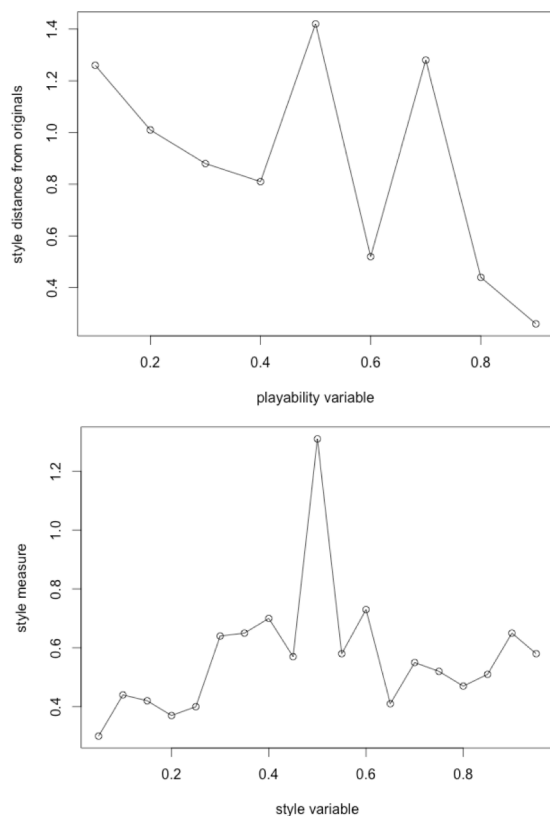 style distance from originals
1.4
1.2
1.0
0.8
0.6
0.4
0.2 0.4 0.6 0.8
playability variable
style measure
1.2
1.0
0.8
0.6
0.4
0.2 0.4 0.6 0.8
style variable